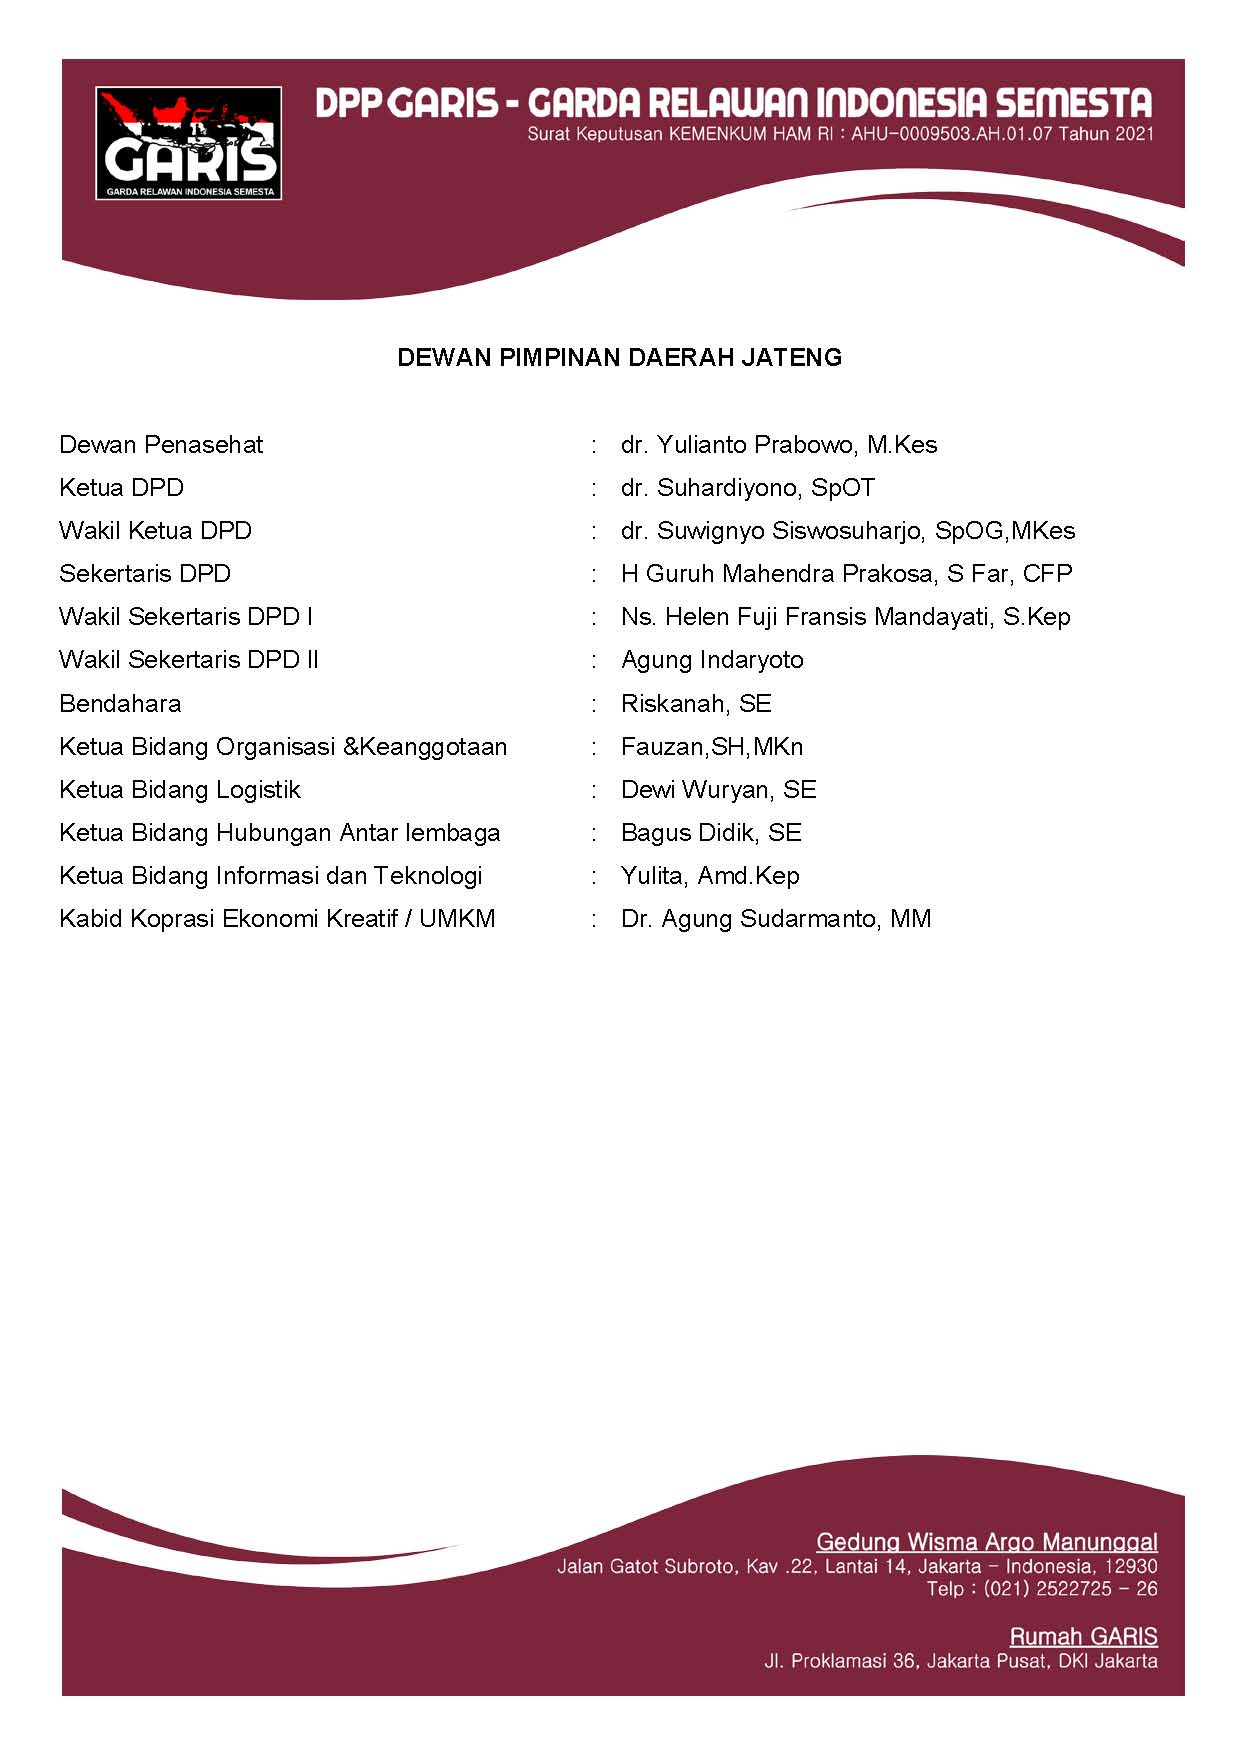 GARIS
GARDA RELAWAN INDONESIA SEMESTA
DPP GARIS - GARDA RELAWAN INDONESIA SEMESTA
Surat Keputusan KEMENKUM HAM RI : AHU-0009503.AH.01.07 Tahun 2021
DEWAN PIMPINAN DAERAH JATENG
Dewan Penasehat : dr. Yulianto Prabowo, M.Kes
Ketua DPD : dr. Suhardiyono, SpOT
Wakil Ketua DPD : dr. Suwignyo Siswosuharjo, SpOG,MKes
Sekertaris DPD : H Guruh Mahendra Prakosa, S Far, CFP
Wakil Sekertaris DPD I : Ns. Helen Fuji Fransis Mandayati, S.Kep
Wakil Sekertaris DPD II : Agung Indaryoto
Bendahara : Riskanah, SE
Ketua Bidang Organisasi &Keanggotaan : Fauzan,SH,MKn
Ketua Bidang Logistik : Dewi Wuryan, SE
Ketua Bidang Hubungan Antar lembaga : Bagus Didik, SE
Ketua Bidang Informasi dan Teknologi : Yulita, Amd.Kep
Kabid Koprasi Ekonomi Kreatif / UMKM : Dr. Agung Sudarmanto, MM
Gedung Wisma Argo Manunggal
Jalan Gatot Subroto, Kav .22, Lantai 14, Jakarta - Indonesia, 12930
Telp : (021) 2522725 - 26
Rumah GARIS
Jl. Proklamasi 36, Jakarta Pusat, DKI Jakarta